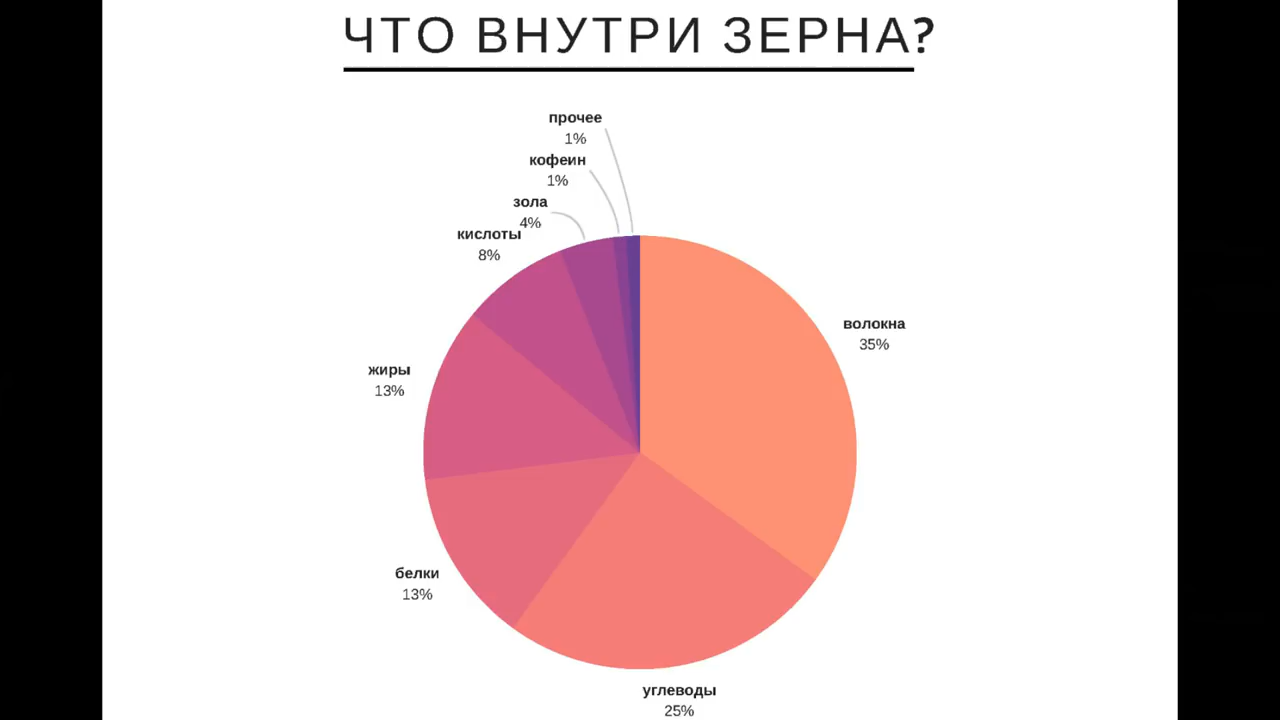 ЧТО ВНУТРИ ЗЕРНА?
прочее
1%
кофеин
1%
зола
4%
кислоты
8%
волокна
35%
жиры
13%
белки
13%
углеводы
25%